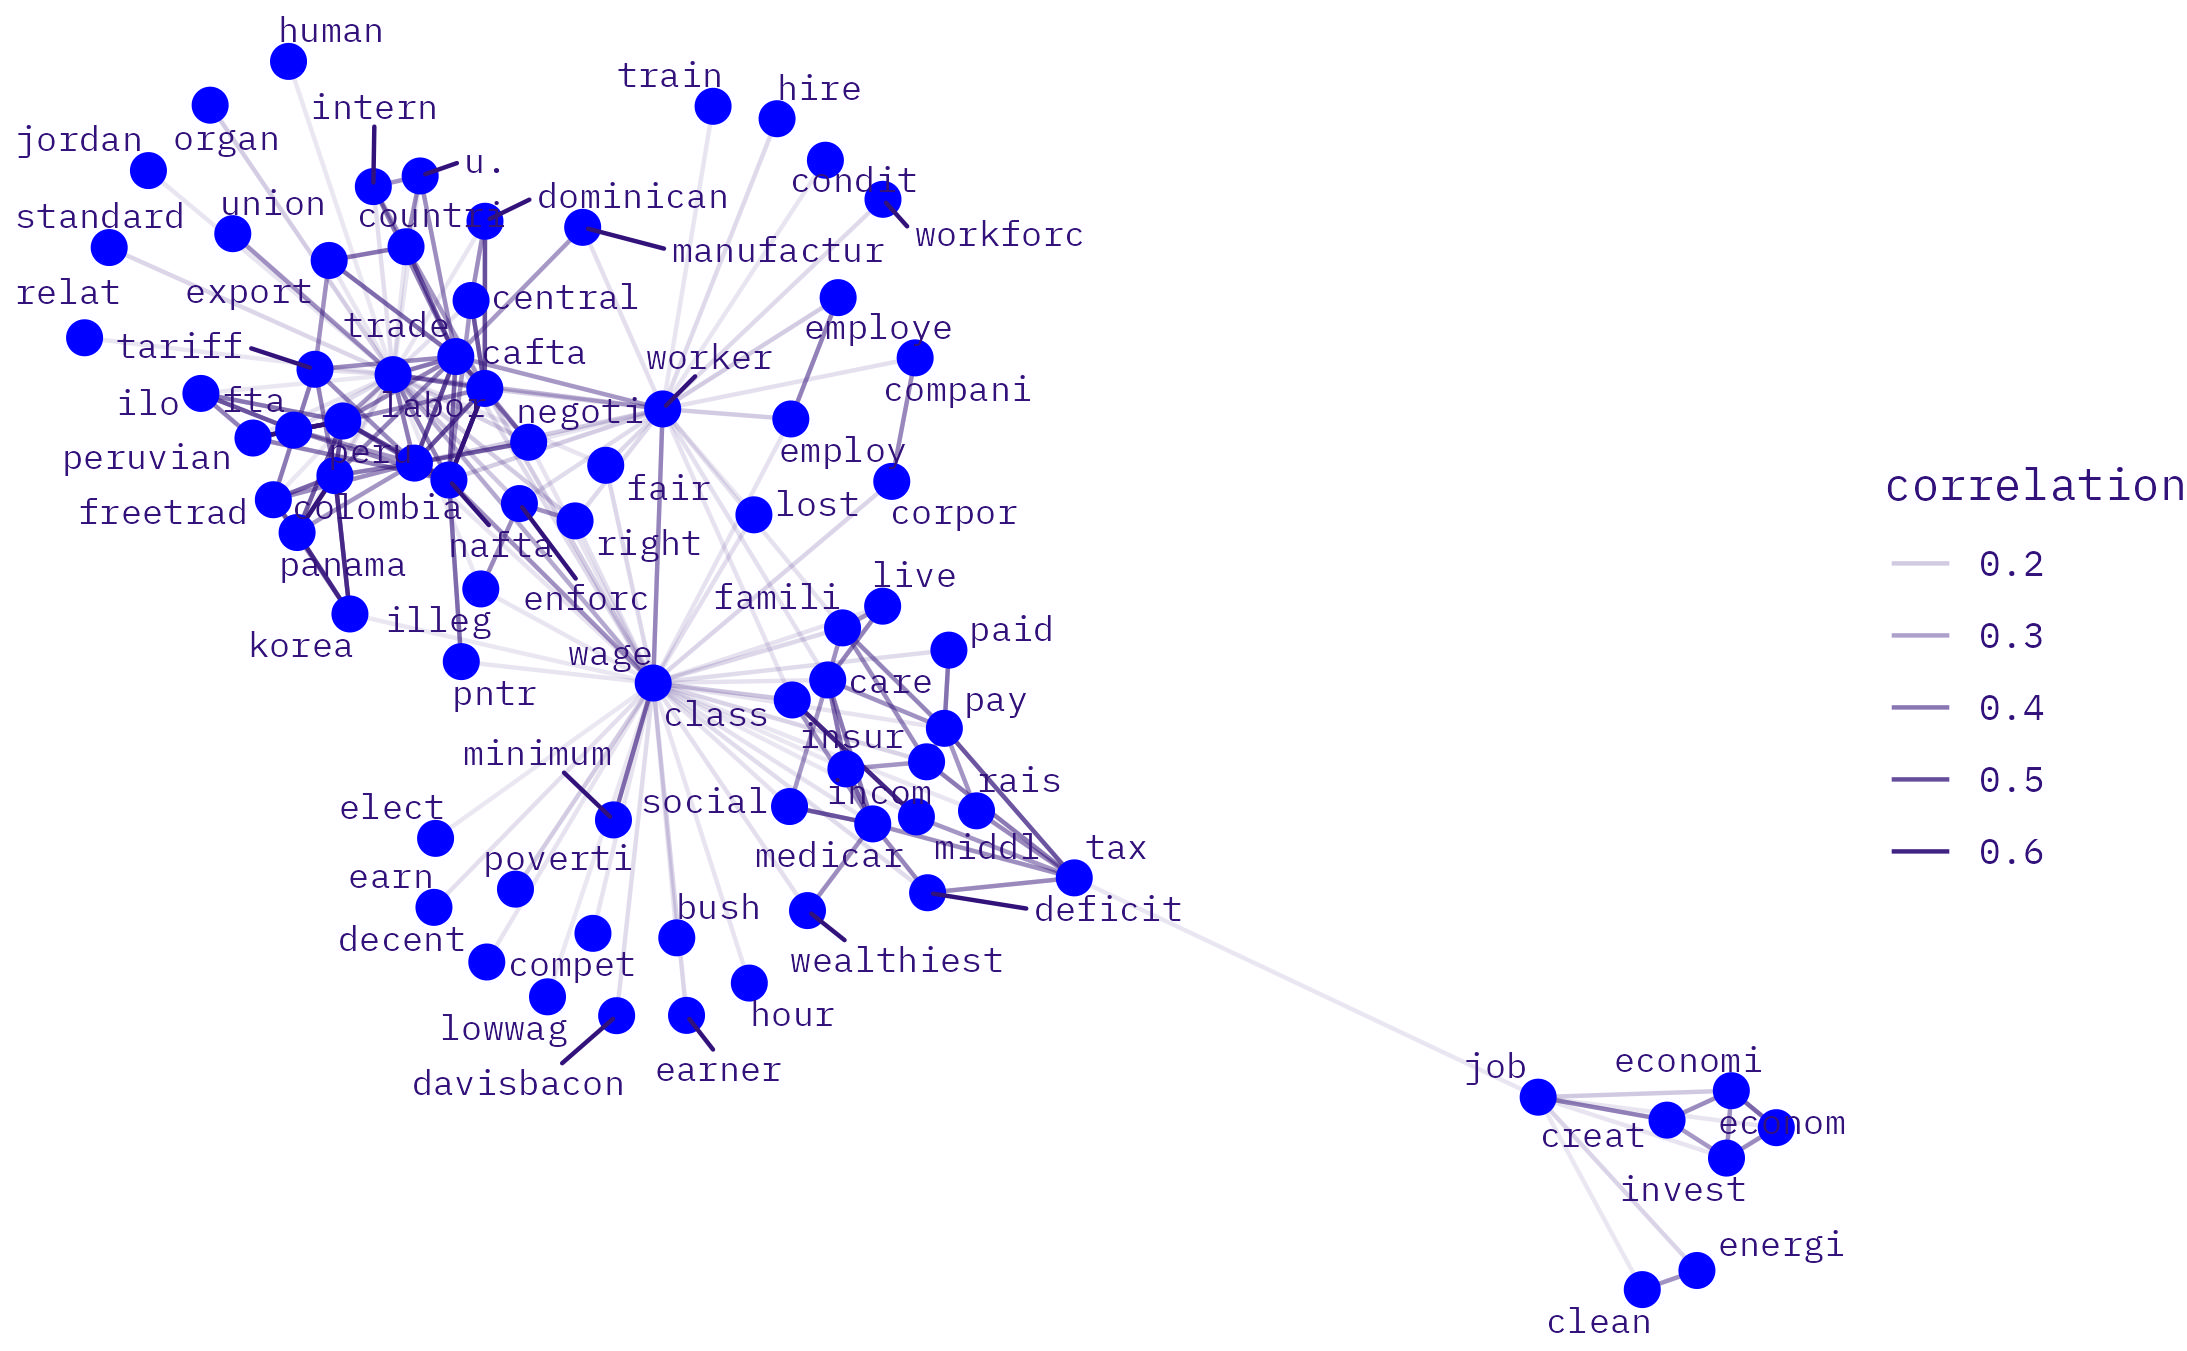 human
train
hire
intern
jordan
organ
u.
condit
dominican
union
standard
countri
workforc
manufactur
relat
export
central
trade
employe
tariff
cafta
worker
compani
ilo
fta
labor
negoti
peruvian
peru
employ
fair
freetrad
colombia
lost
corpor
correlation
nafta
right
panama
0.2
live
enforc
famili
illeg
korea
paid
0.3
wage
care
pntr
class
pay
0.4
insur
minimum
rais
0.5
elect
social
incom
poverti
medicar
middl
tax
0.6
earn
bush
deficit
decent
compet
wealthiest
lowwag
hour
davisbacon
earner
job
economi
creat
econom
invest
energi
clean